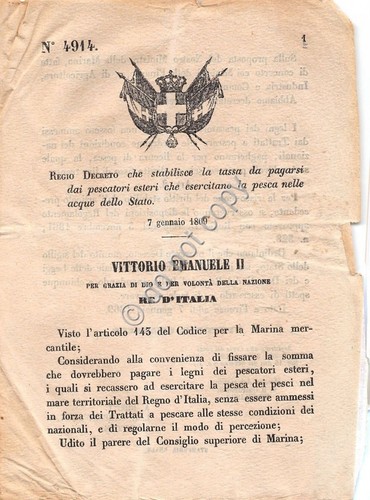 N° 4914.
1
REGIO DECRETO che stabilisce la tassa da pagarsi
dai pescatori esteri che esercitano la pesca nelle
acque dello Stato.
7 gennaio 1869
VITTORIO EMANUELE II
PER GRAZIA DI DIO E PER VOLONTÀ DELLA NAZIONE
RE D'ITALIA
Visto l'articolo 143 del Codice per la Marina mer-
cantile;
Considerando alla convenienza di fissare la somma
che dovrebbero pagare i legni dei pescatori esteri,
i quali si recassero ad esercitare la pesca dei pesci nel
mare territoriale del Regno d'Italia, senza essere ammessi
in forza dei Trattati a pescare alle stesse condizioni dei
nazionali, e di regolarne il modo di percezione;
Udito il parere del Consiglio superiore di Marina;
do not copy